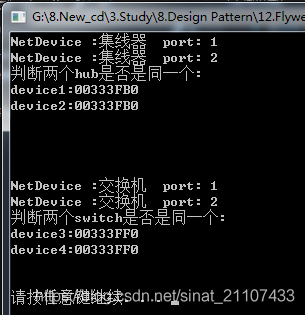 G:\8.New_cd\3.Study\8.Design Pattern\12.Flywe
NetDevice :集线器  port: 1
NetDevice :集线器  port: 2
判断两个hub是否是同一个:
device1:00333FB0
device2:00333FB0
NetDevice :交换机  port: 1
NetDevice :交换机  port: 2
判断两个switch是否是同一个:
device3:00333FF0
device4:00333FF0
请按任意键继续. . .
https://blog.csdn.net/sinat_21107433